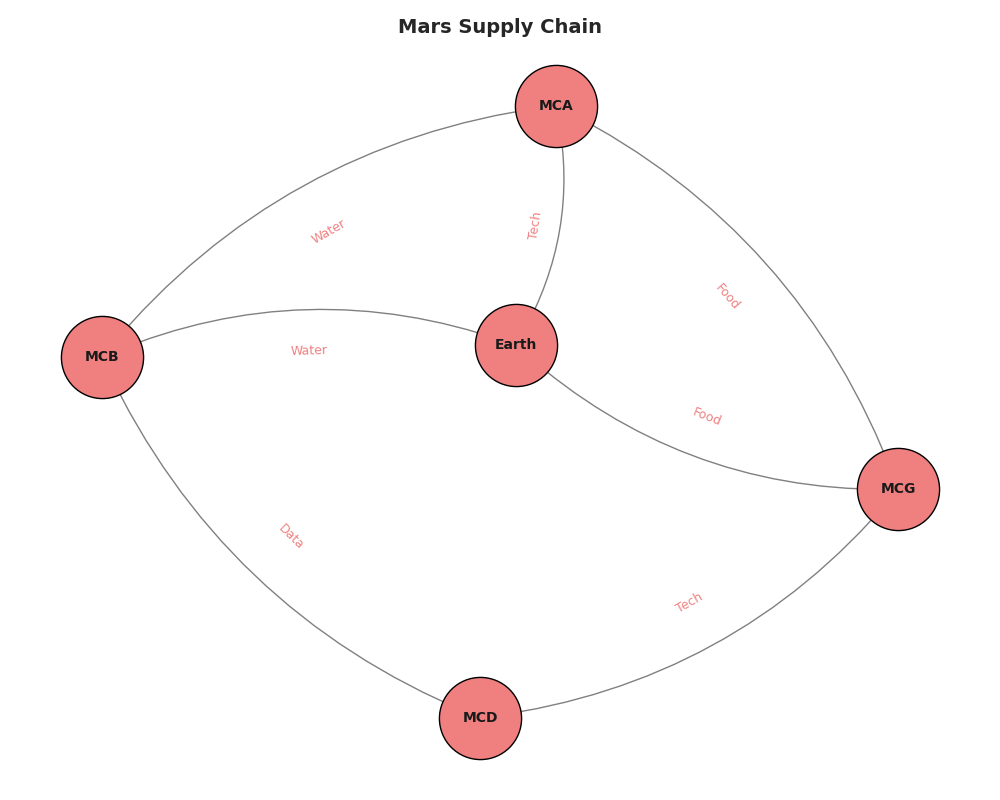 Mars Supply Chain
MCA
Water
Tech
Food
MCB
Water
Earth
Food
MCG
Data
Tech
MCD